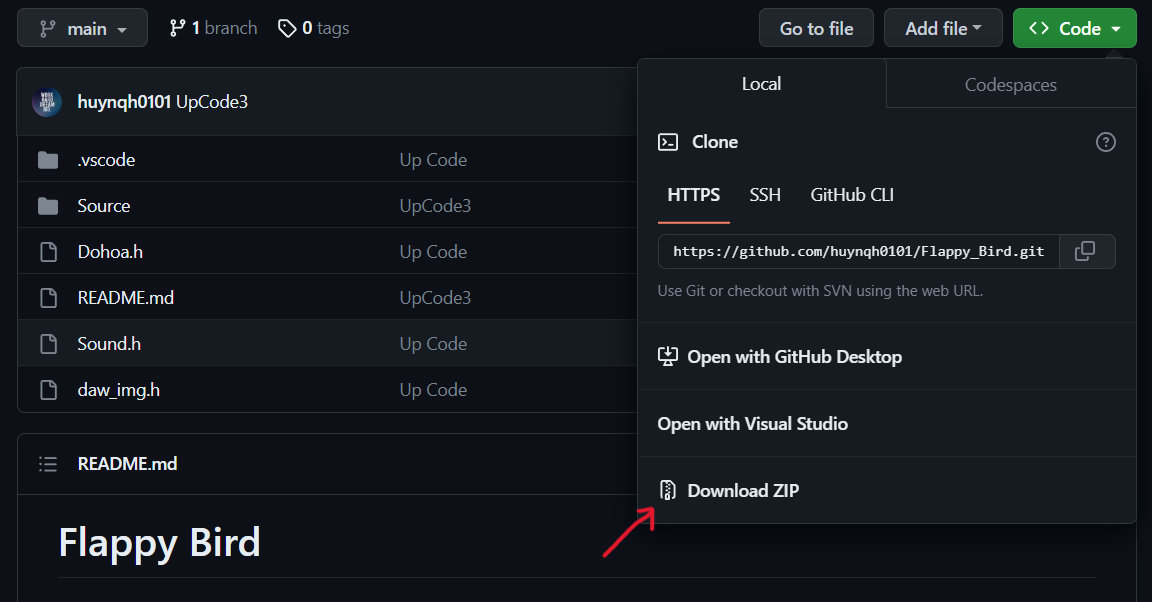 main 1 branch 0 tags Go to file Add file Code
Local Codespaces
huynqh0101 UpCode3
Clone
.vscode Up Code
HTTPS SSH GitHub CLI
Source UpCode3
Dohoa.h Up Code
https://github.com/huynqh0101/Flappy_Bird.git
README.md UpCode3
Use Git or checkout with SVN using the web URL.
Sound.h Up Code
Open with GitHub Desktop
daw_img.h Up Code
Open with Visual Studio
README.md
Download ZIP
Flappy Bird